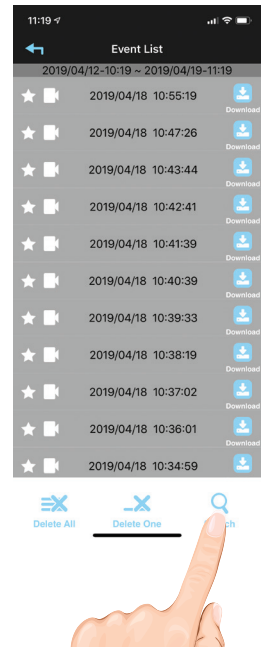 11:19
Event List
2019/04/12-10:19 ~ 2019/04/19-11:19
2019/04/18 10:55:19
Download
2019/04/18 10:47:26
Download
2019/04/18 10:43:44
Download
2019/04/18 10:42:41
Download
2019/04/18 10:41:39
Download
2019/04/18 10:40:39
Download
2019/04/18 10:39:33
Download
2019/04/18 10:38:19
Download
2019/04/18 10:37:02
Download
2019/04/18 10:36:01
Download
2019/04/18 10:34:59
Delete All Delete One